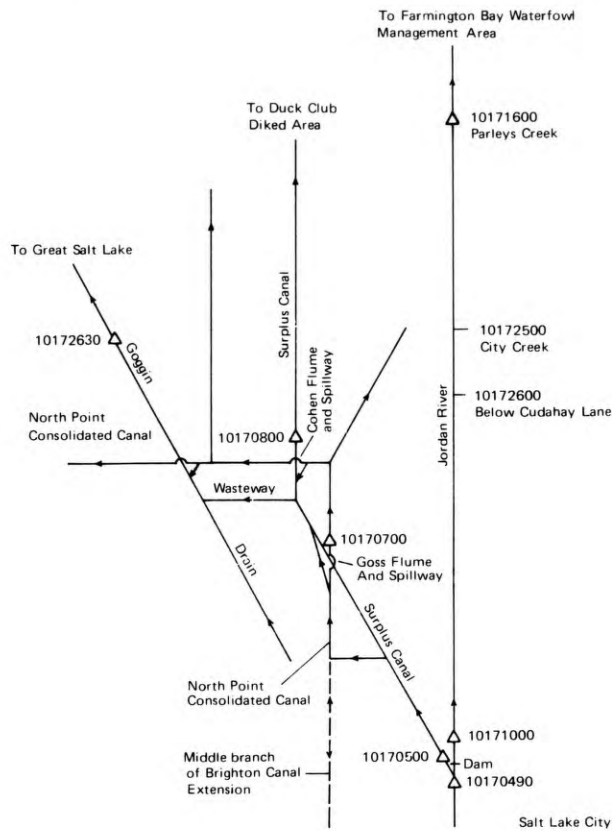 To Farmington Bay Waterfowl
Management Area
10171600
Parleys Creek
To Duck Club
Diked Area
To Great Salt Lake
10172630
Goggin
Surplus Canal
Cohen Flume
and Spillway
10172500
City Creek
10172600
Below Cudahay Lane
Jordan River
North Point
Consolidated Canal
10170800
Wasteway
10170700
Goss Flume
And Spillway
Drain
Surplus Canal
North Point
Consolidated Canal
10171000
10170500
Dam
10170490
Middle branch
of Brighton Canal
Extension
Salt Lake City